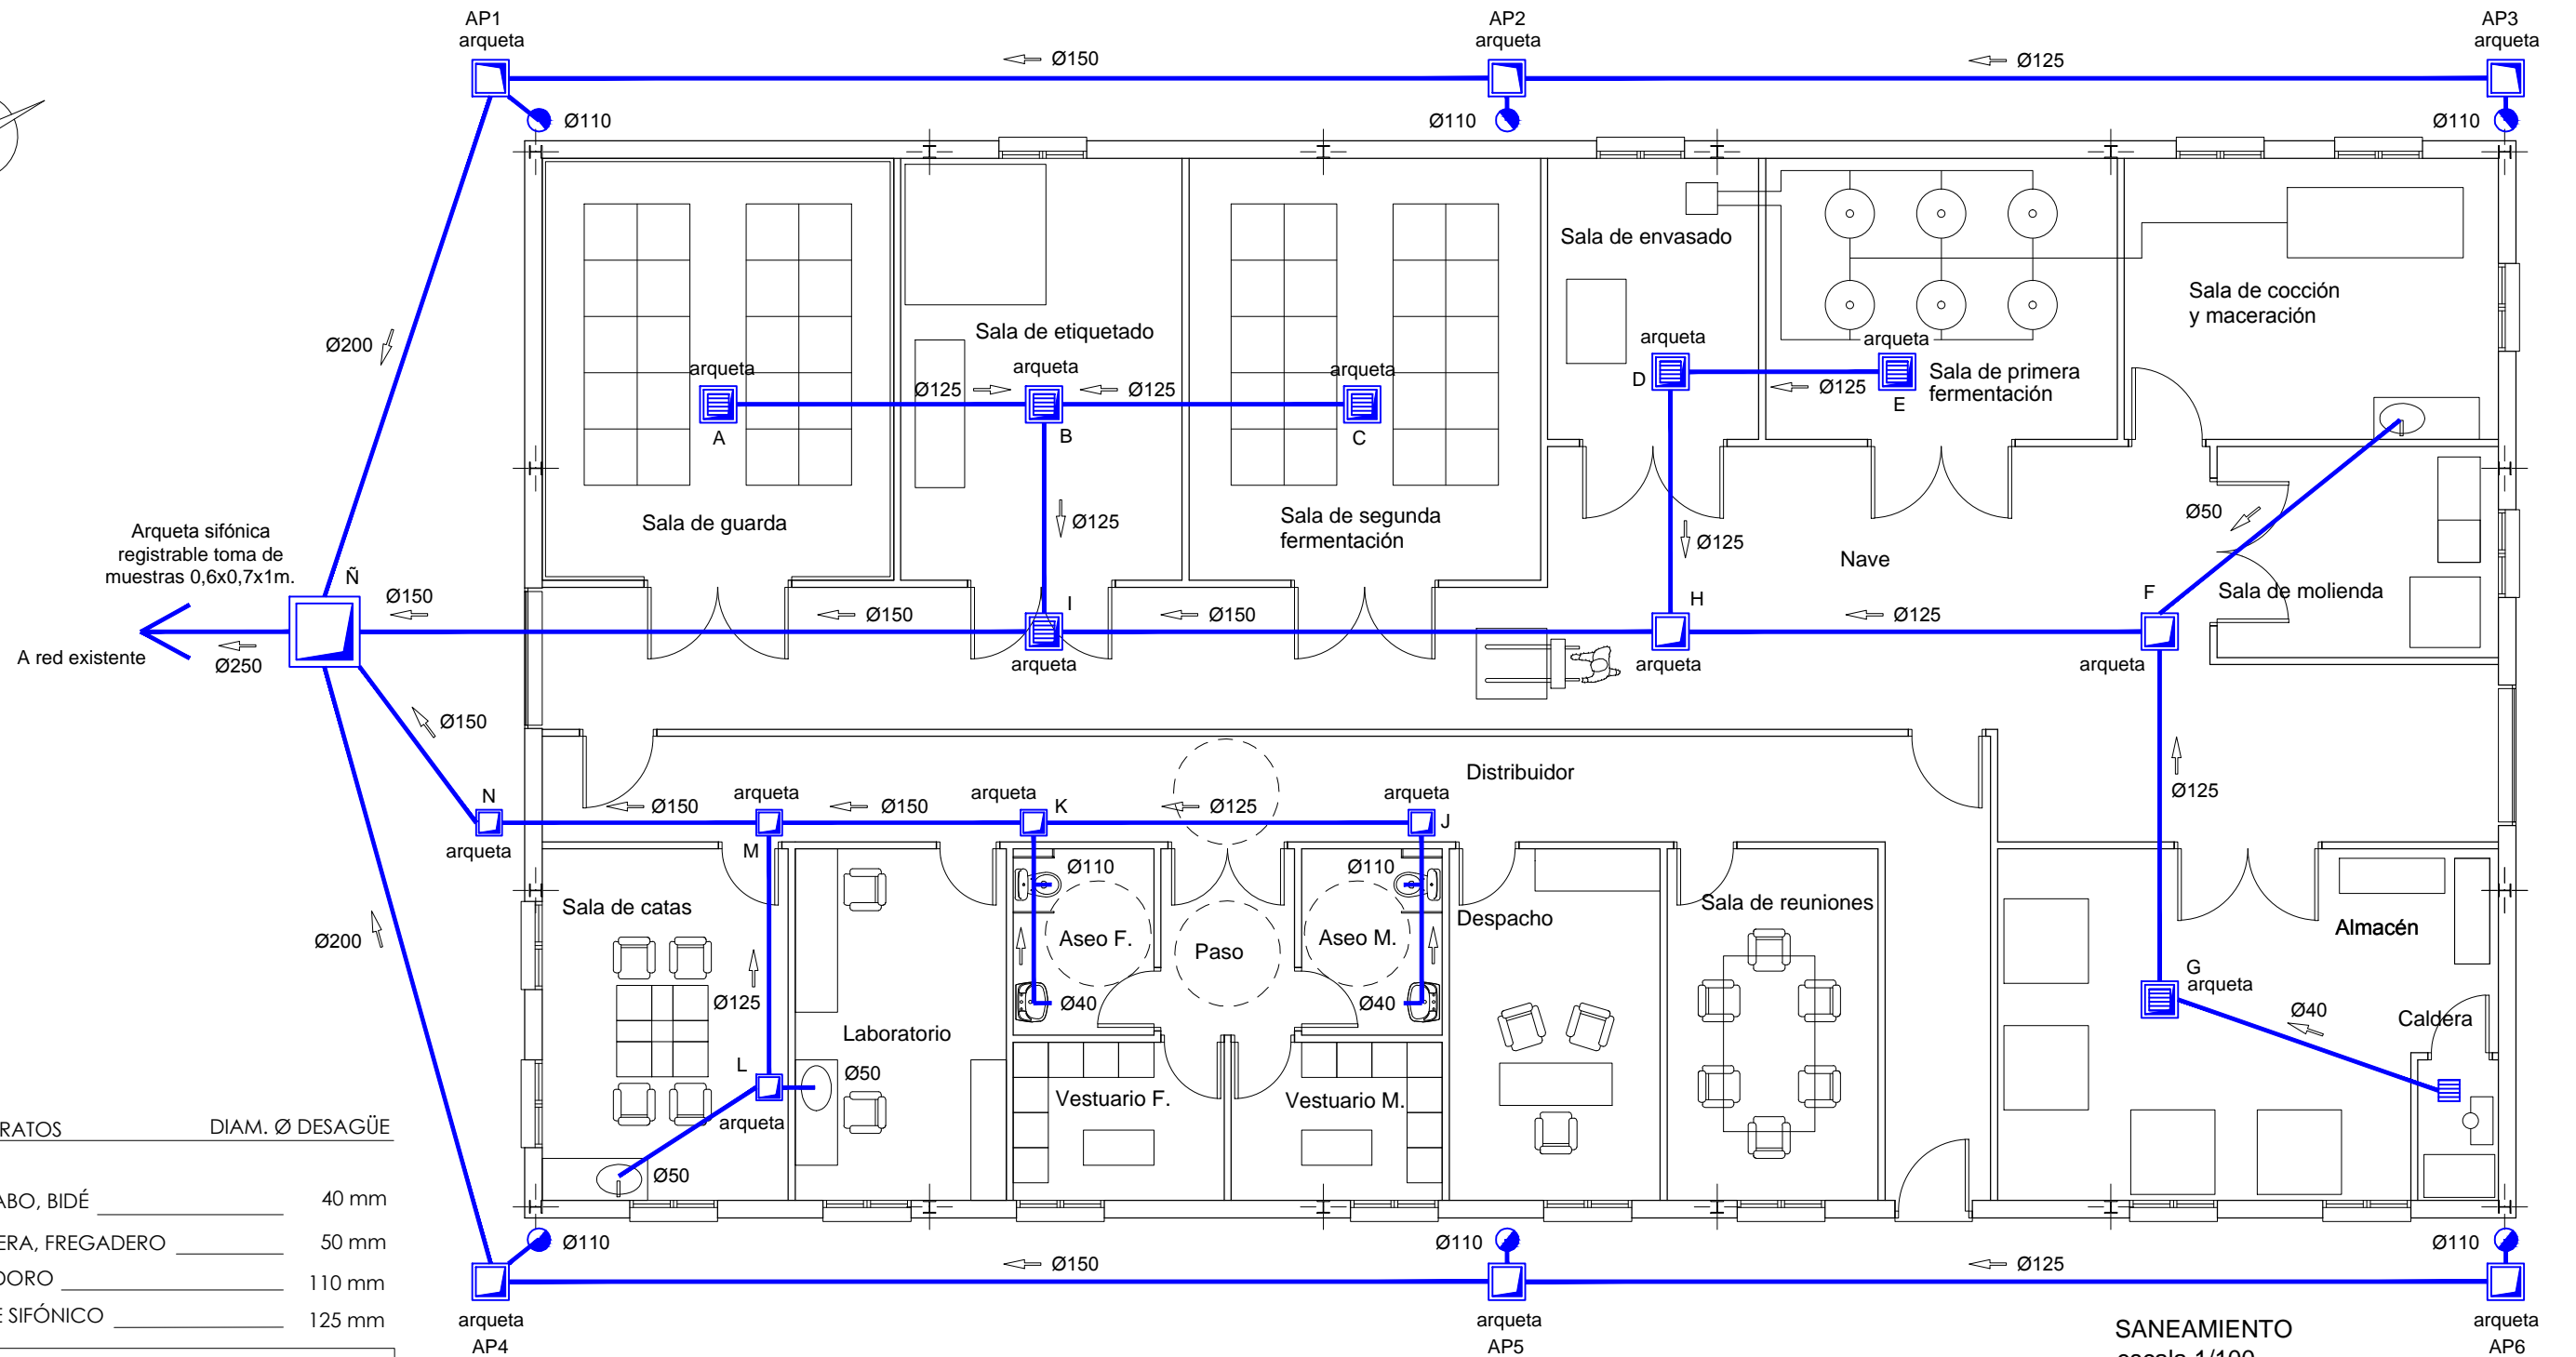 AP1
arqueta
AP2
arqueta
AP3
arqueta
Ø150
Ø125
Ø110
Ø110
Ø110
Sala de envasado
Sala de cocción
y maceración
Sala de etiquetado
arqueta
arqueta
Ø200
arqueta
arqueta
arqueta
Sala de primera
fermentación
Ø125
Ø125
D
Ø125
E
A
B
C
Sala de guarda
Sala de segunda
fermentación
Ø125
Ø125
Ø50
Nave
Arqueta sifónica
registrable toma de
muestras 0,6x0,7x1m.
Ñ
Ø150
Ø150
I
Ø150
H
Ø125
F
Sala de molienda
A red existente
Ø250
arqueta
arqueta
arqueta
Ø150
Distribuidor
N
Ø150
arqueta
Ø150
arqueta
K
Ø125
arqueta
J
Ø125
arqueta
M
Ø110
Ø110
Sala de catas
Sala de reuniones
Despacho
Almacén
Ø200
Aseo F.
Paso
Aseo M.
Ø125
Ø40
Ø40
G
arqueta
Ø40
Caldera
Laboratorio
L
Ø50
Vestuario F.
Vestuario M.
arqueta
RATOS DIAM. Ø DESAGÜE
Ø50
ABO, BIDÉ 40 mm
ERA, FREGADERO 50 mm
DORO 110 mm
E SIFÓNICO 125 mm
Ø110
Ø110
Ø110
Ø150
Ø125
arqueta
AP4
arqueta
AP5
SANEAMIENTO
escala 1/100
arqueta
AP6